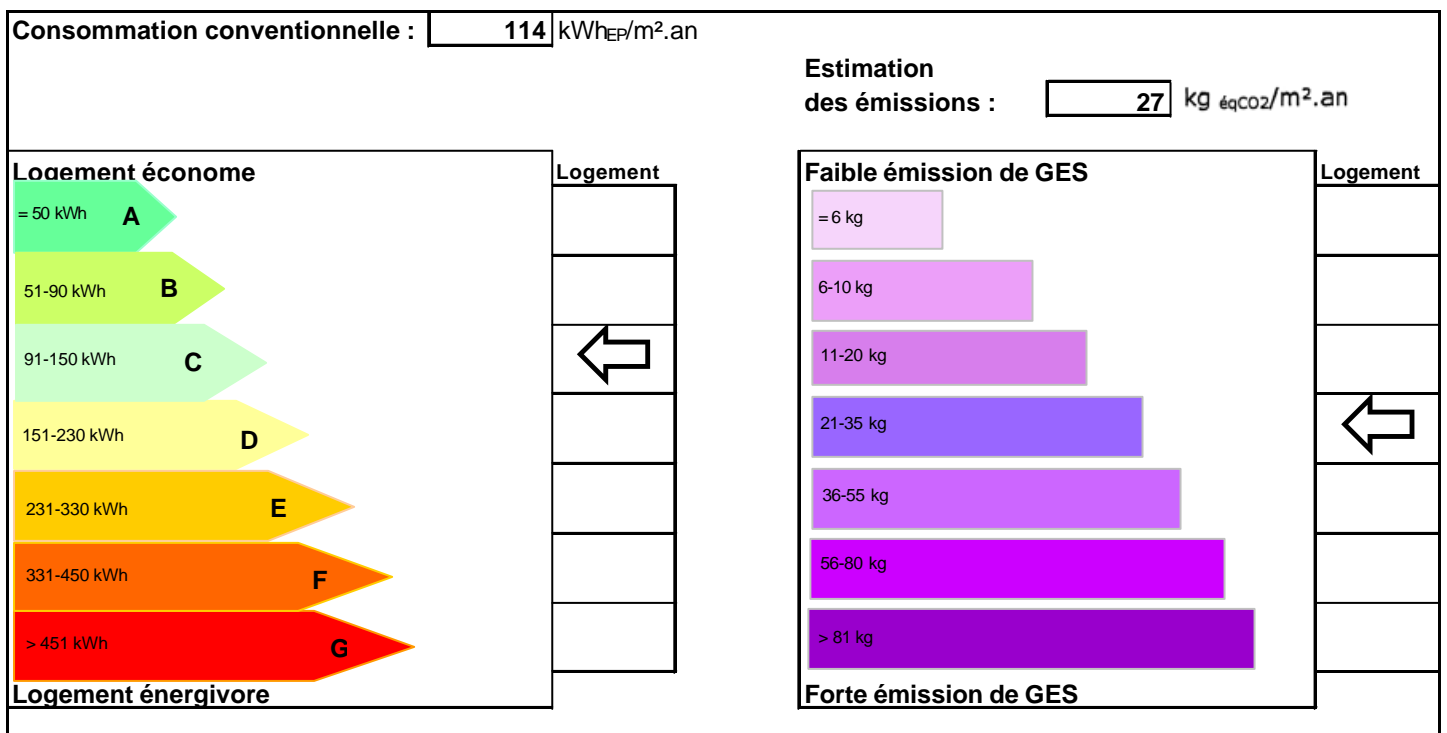 Consommation conventionnelle : 114 kWhEP/m².an
Estimation
des émissions : 27 kg éqCO2/m².an
Logement économe
Logement
= 50 kWh A
51-90 kWh B
91-150 kWh C
151-230 kWh D
231-330 kWh E
331-450 kWh F
> 451 kWh G
Logement énergivore
Faible émission de GES
Logement
= 6 kg
6-10 kg
11-20 kg
21-35 kg
36-55 kg
56-80 kg
> 81 kg
Forte émission de GES